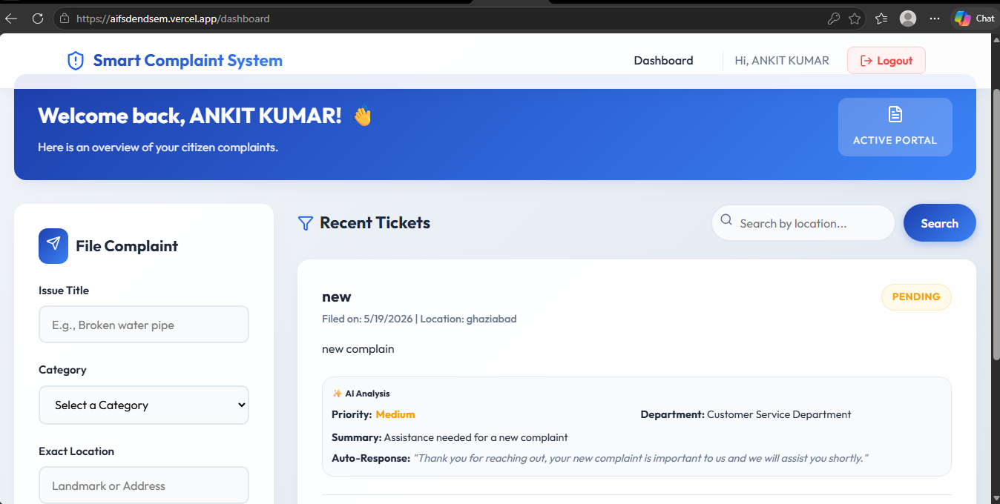 https://aifsdendsem.vercel.app/dashboard
Chat
Smart Complaint System
Dashboard
Hi, ANKIT KUMAR
Logout
Welcome back, ANKIT KUMAR! 👋
Here is an overview of your citizen complaints.
ACTIVE PORTAL
File Complaint
Issue Title
E.g., Broken water pipe
Category
Select a Category
Exact Location
Landmark or Address
Recent Tickets
Search by location...
Search
new
PENDING
Filed on: 5/19/2026 | Location: ghaziabad
new complain
✨ AI Analysis
Priority: Medium
Department: Customer Service Department
Summary: Assistance needed for a new complaint
Auto-Response: "Thank you for reaching out, your new complaint is important to us and we will assist you shortly."